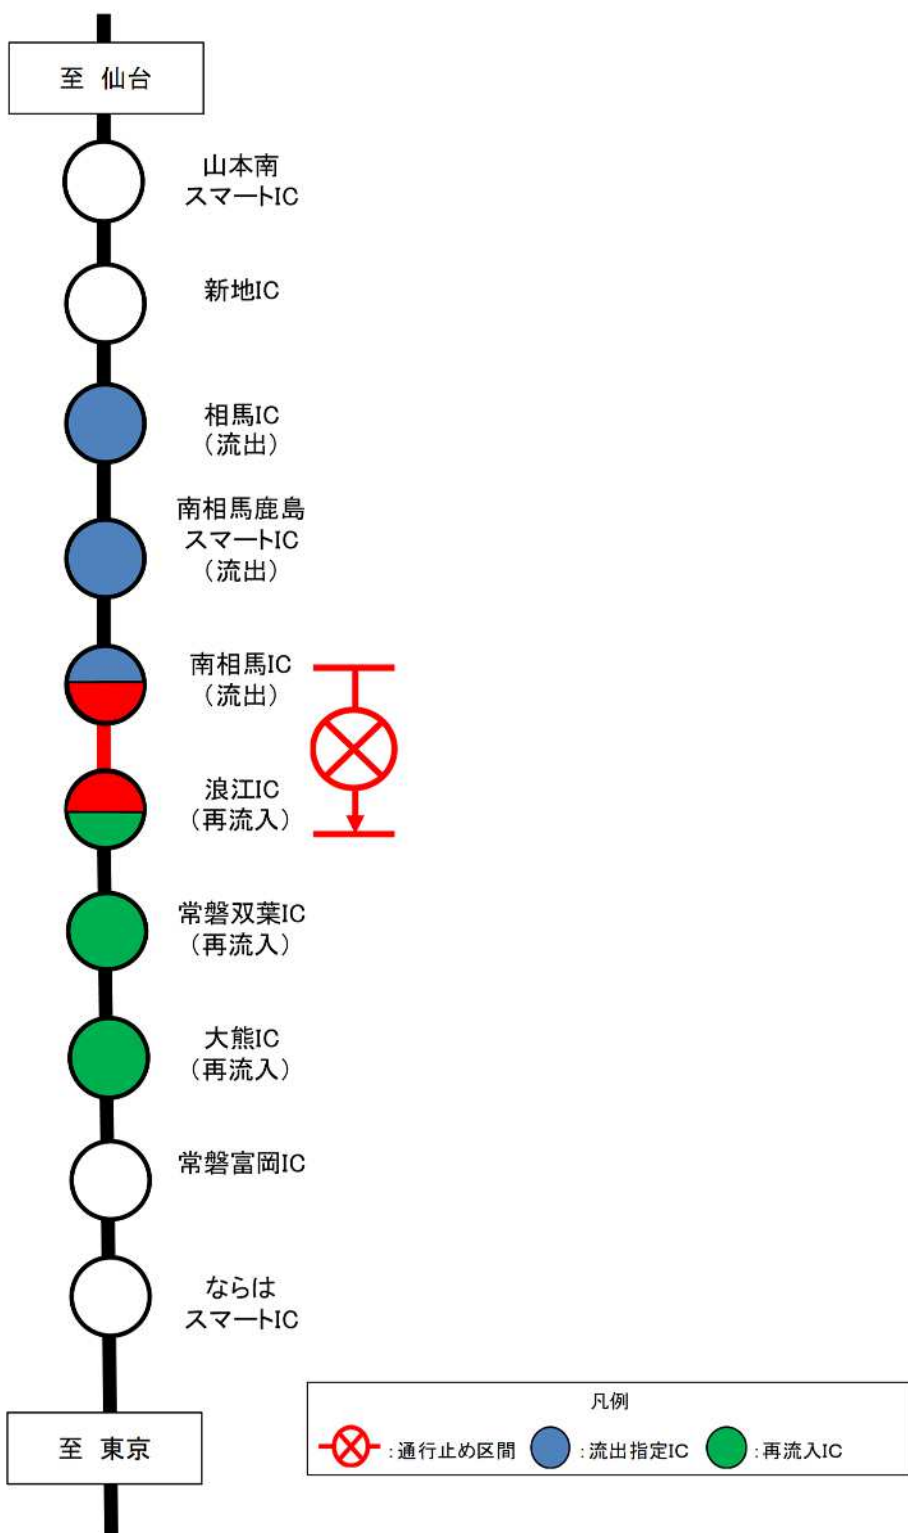 至 仙台
山本南
スマートIC
新地IC
相馬IC
（流出）
南相馬鹿島
スマートIC
（流出）
南相馬IC
（流出）
浪江IC
（再流入）
常磐双葉IC
（再流入）
大熊IC
（再流入）
常磐富岡IC
ならは
スマートIC
至 東京
凡例
：通行止め区間 ：流出指定IC ：再流入IC